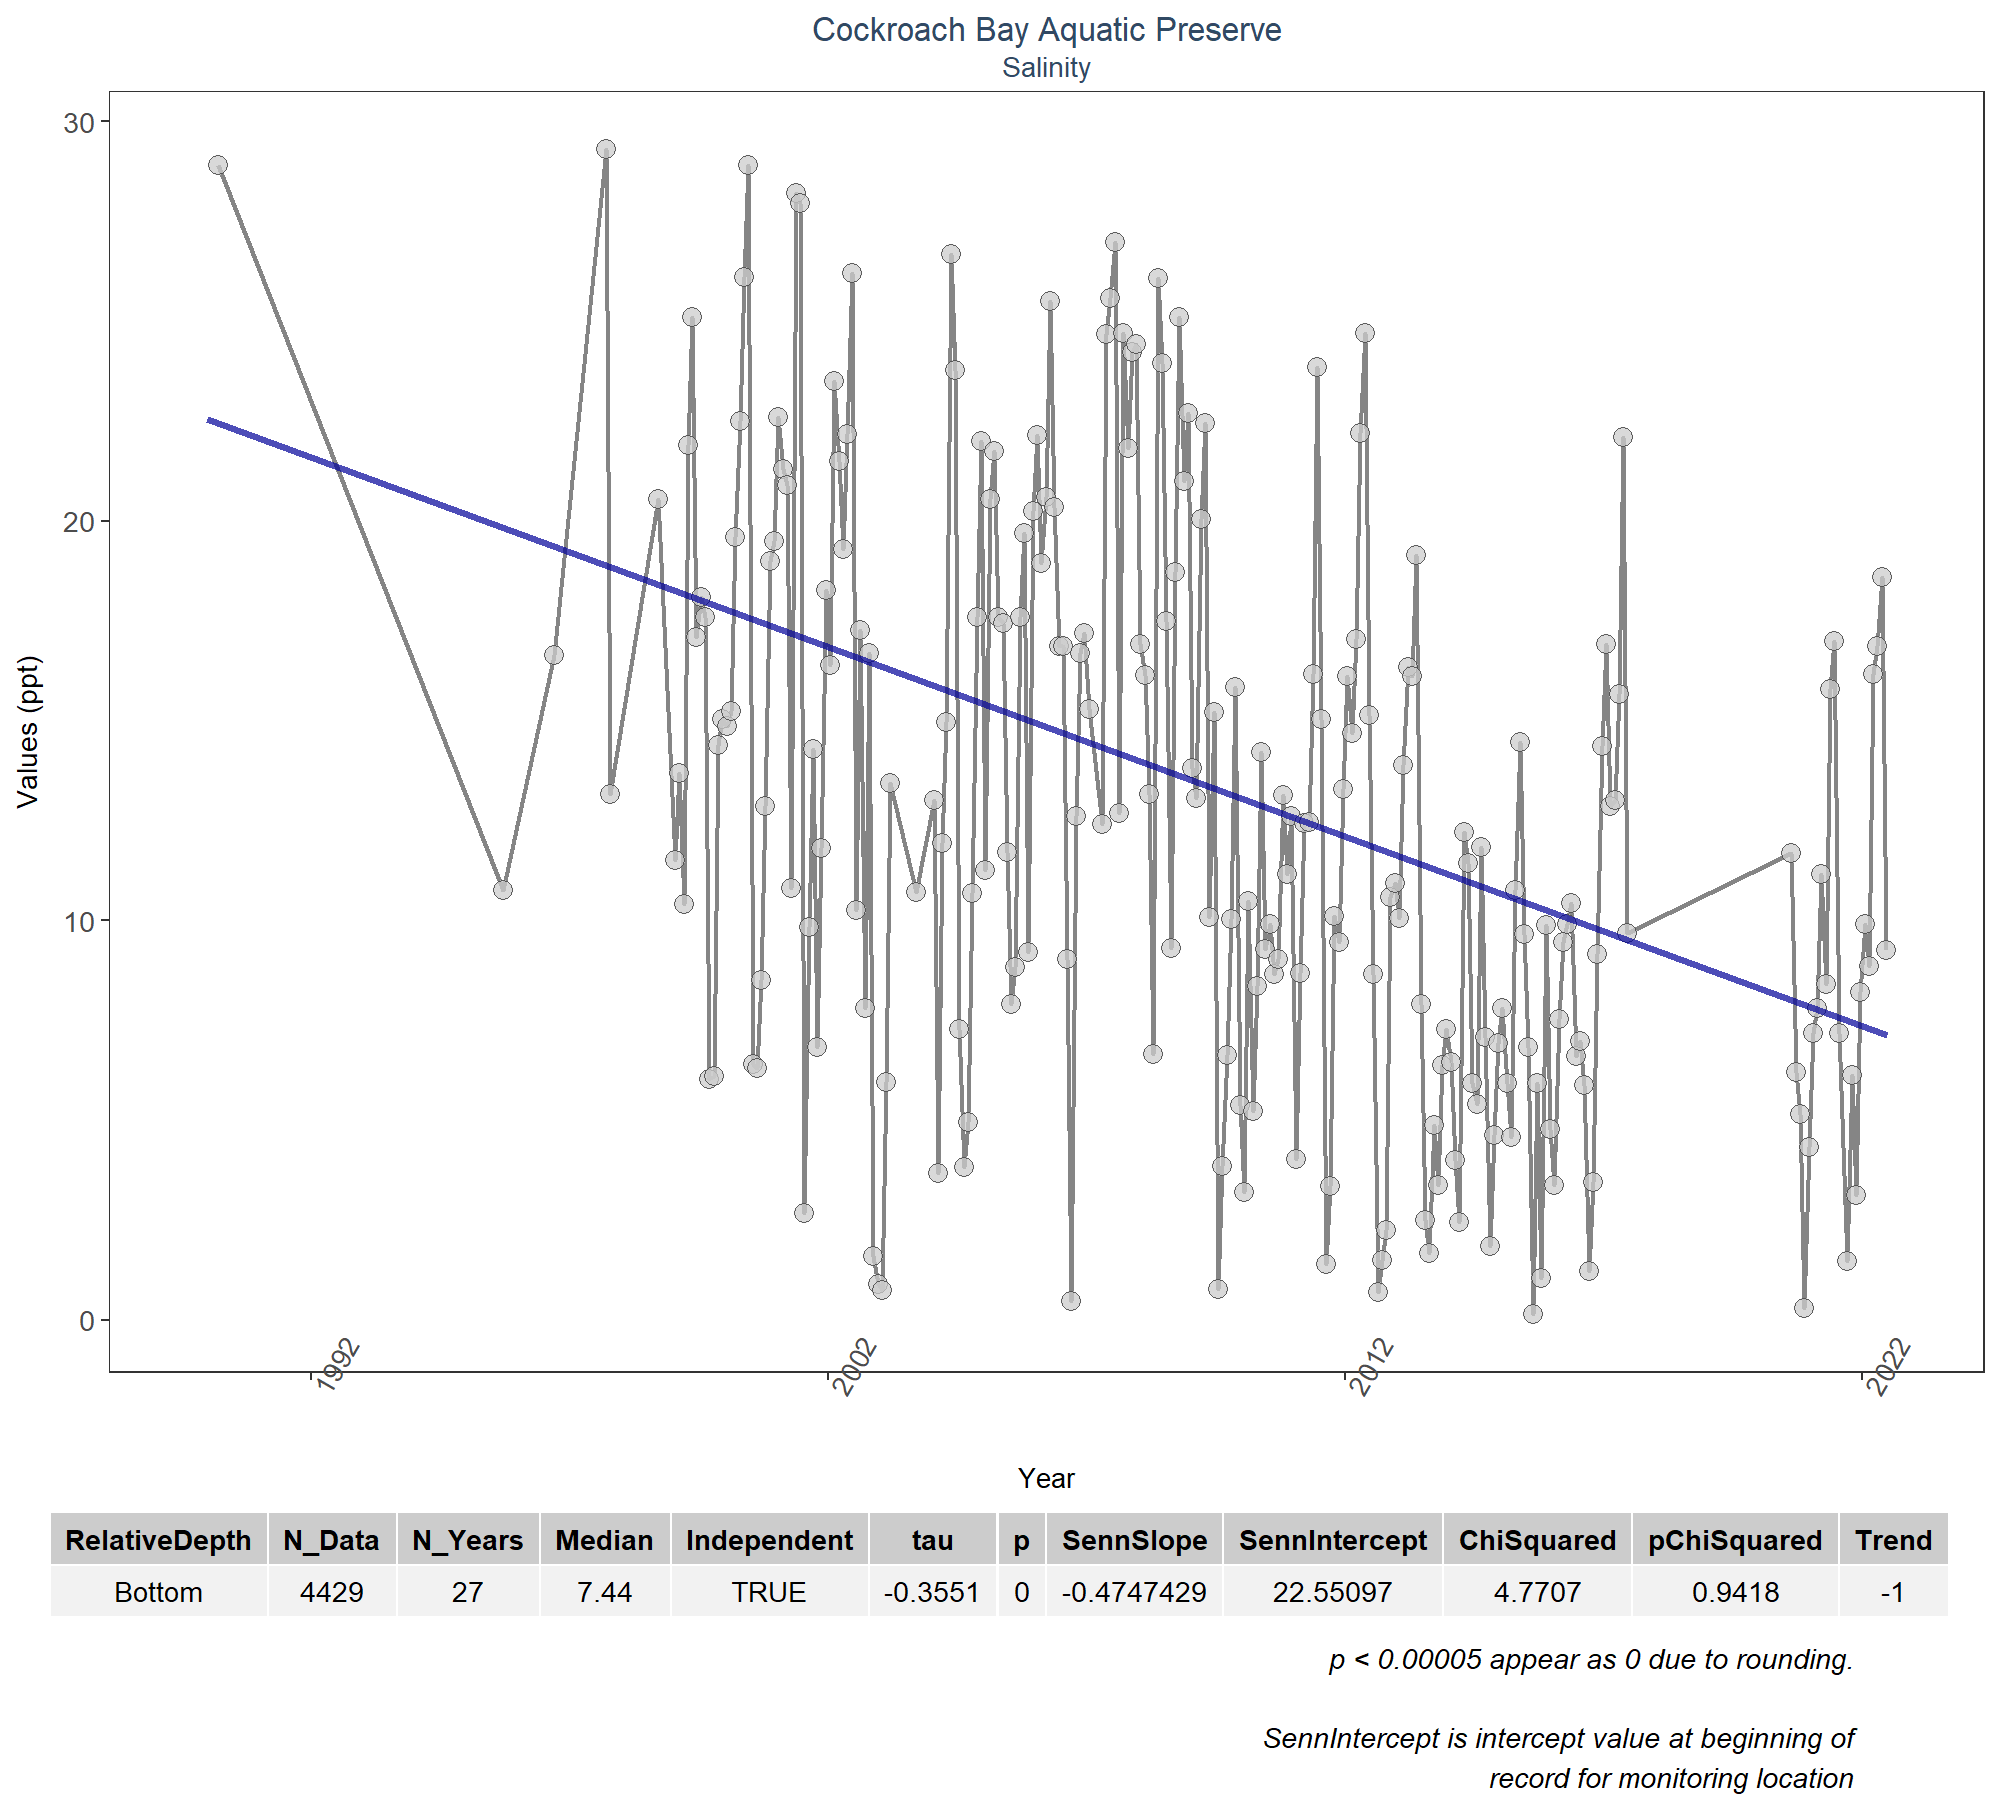 Cockroach Bay Aquatic Preserve
Salinity
Values (ppt)
30
20
10
0
1992
2002
2012
2022
Year
RelativeDepth N_Data N_Years Median Independent tau p SennSlope SennIntercept ChiSquared pChiSquared Trend
Bottom 4429 27 7.44 TRUE -0.3551 0 -0.4747429 22.55097 4.7707 0.9418 -1
p < 0.00005 appear as 0 due to rounding.
SennIntercept is intercept value at beginning of
record for monitoring location